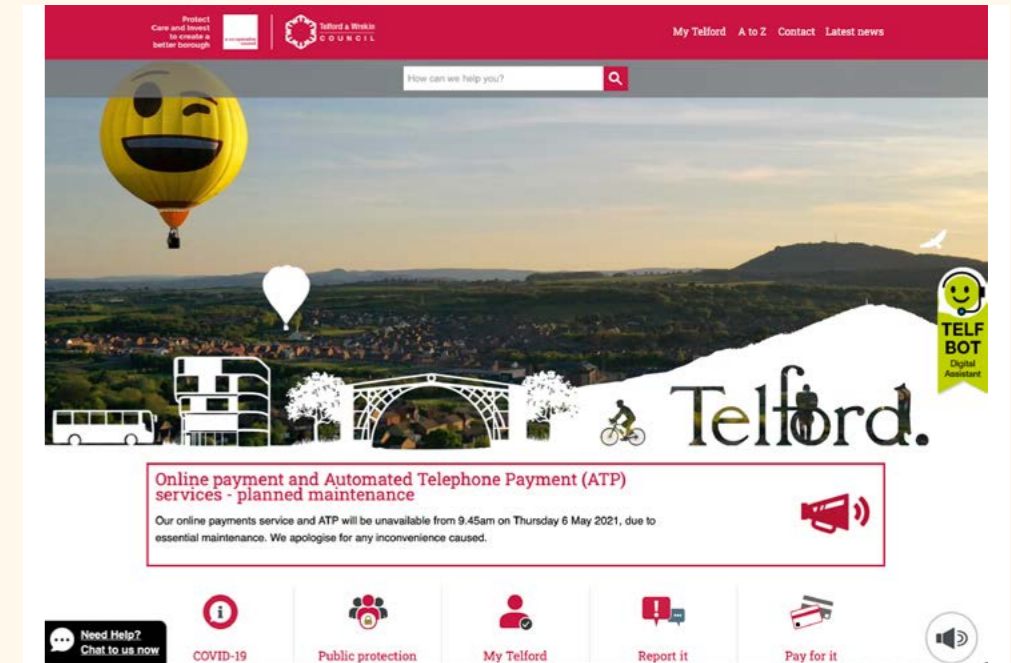 Protect
Care and Invest
to create a
better borough
a co-operative
council
Telford & Wrekin
COUNCIL
My Telford A to Z Contact Latest news
How can we help you?
TELF
BOT
Digital
Assistant
Telford.
Online payment and Automated Telephone Payment (ATP)
services - planned maintenance
Our online payments service and ATP will be unavailable from 9.45am on Thursday 6 May 2021, due to
essential maintenance. We apologise for any inconvenience caused.
Need Help?
Chat to us now
COVID-19
Public protection
My Telford
Report it
Pay for it